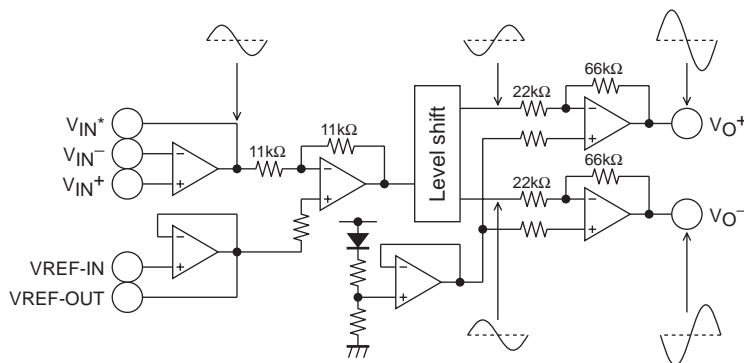 66kΩ
22kΩ
V_O+
V_IN*
V_IN−
V_IN+
11kΩ
11kΩ
Level shift
66kΩ
22kΩ
V_O−
VREF-IN
VREF-OUT